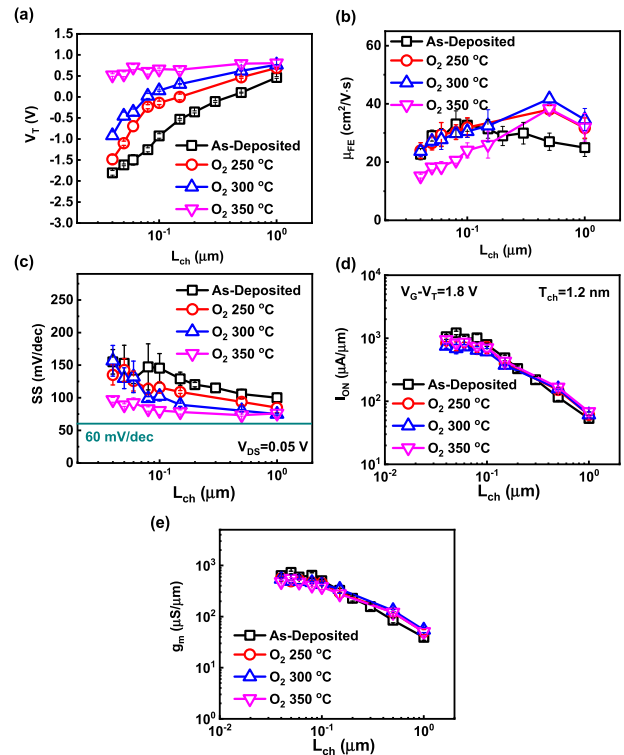 (a)
1.5
1.0
0.5
0.0
-0.5
-1.0
-1.5
-2.0
-2.5
-3.0
V_T (V)
As-Deposited
O₂ 250 °C
O₂ 300 °C
O₂ 350 °C
10⁻¹
10⁰
L_ch (μm)
(b)
60
40
20
0
μ_FE (cm²/V·s)
As-Deposited
O₂ 250 °C
O₂ 300 °C
O₂ 350 °C
10⁻¹
10⁰
L_ch (μm)
(c)
250
200
150
100
50
0
SS (mV/dec)
As-Deposited
O₂ 250 °C
O₂ 300 °C
O₂ 350 °C
60 mV/dec
V_DS=0.05 V
10⁻¹
10⁰
L_ch (μm)
(d)
10⁴
10³
10²
10¹
I_ON (μA/μm)
V_G-V_T=1.8 V
T_ch=1.2 nm
As-Deposited
O₂ 250 °C
O₂ 300 °C
O₂ 350 °C
10⁻²
10⁻¹
10⁰
L_ch (μm)
(e)
10³
10²
10¹
10⁰
g_m (μS/μm)
As-Deposited
O₂ 250 °C
O₂ 300 °C
O₂ 350 °C
10⁻²
10⁻¹
10⁰
L_ch (μm)